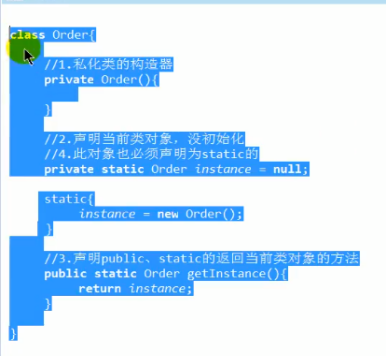 class Order{
//1.私化类的构造器
private Order(){
}
//2.声明当前类对象，没初始化
//4.此对象也必须声明为static的
private static Order instance = null;
static{
instance = new Order();
}
//3.声明public、static的返回当前类对象的方法
public static Order getInstance(){
return instance;
}
}